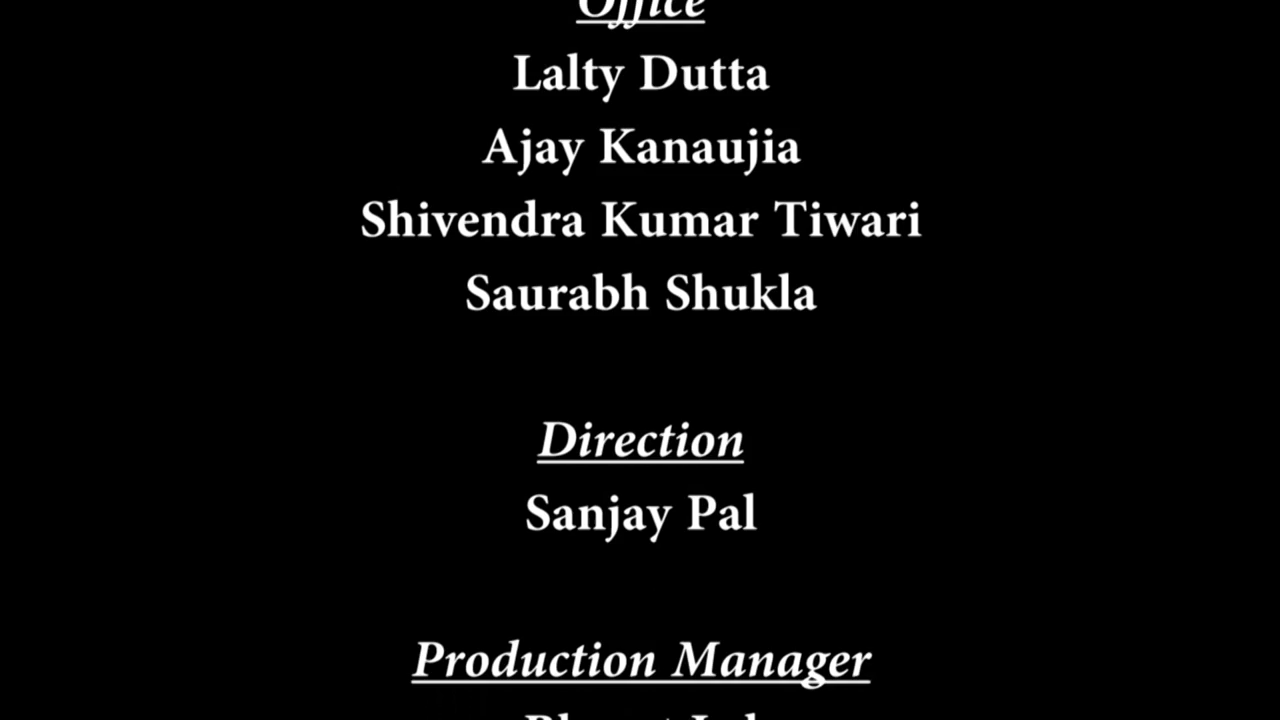 Office
Lalty Dutta
Ajay Kanaujia
Shivendra Kumar Tiwari
Saurabh Shukla
Direction
Sanjay Pal
Production Manager